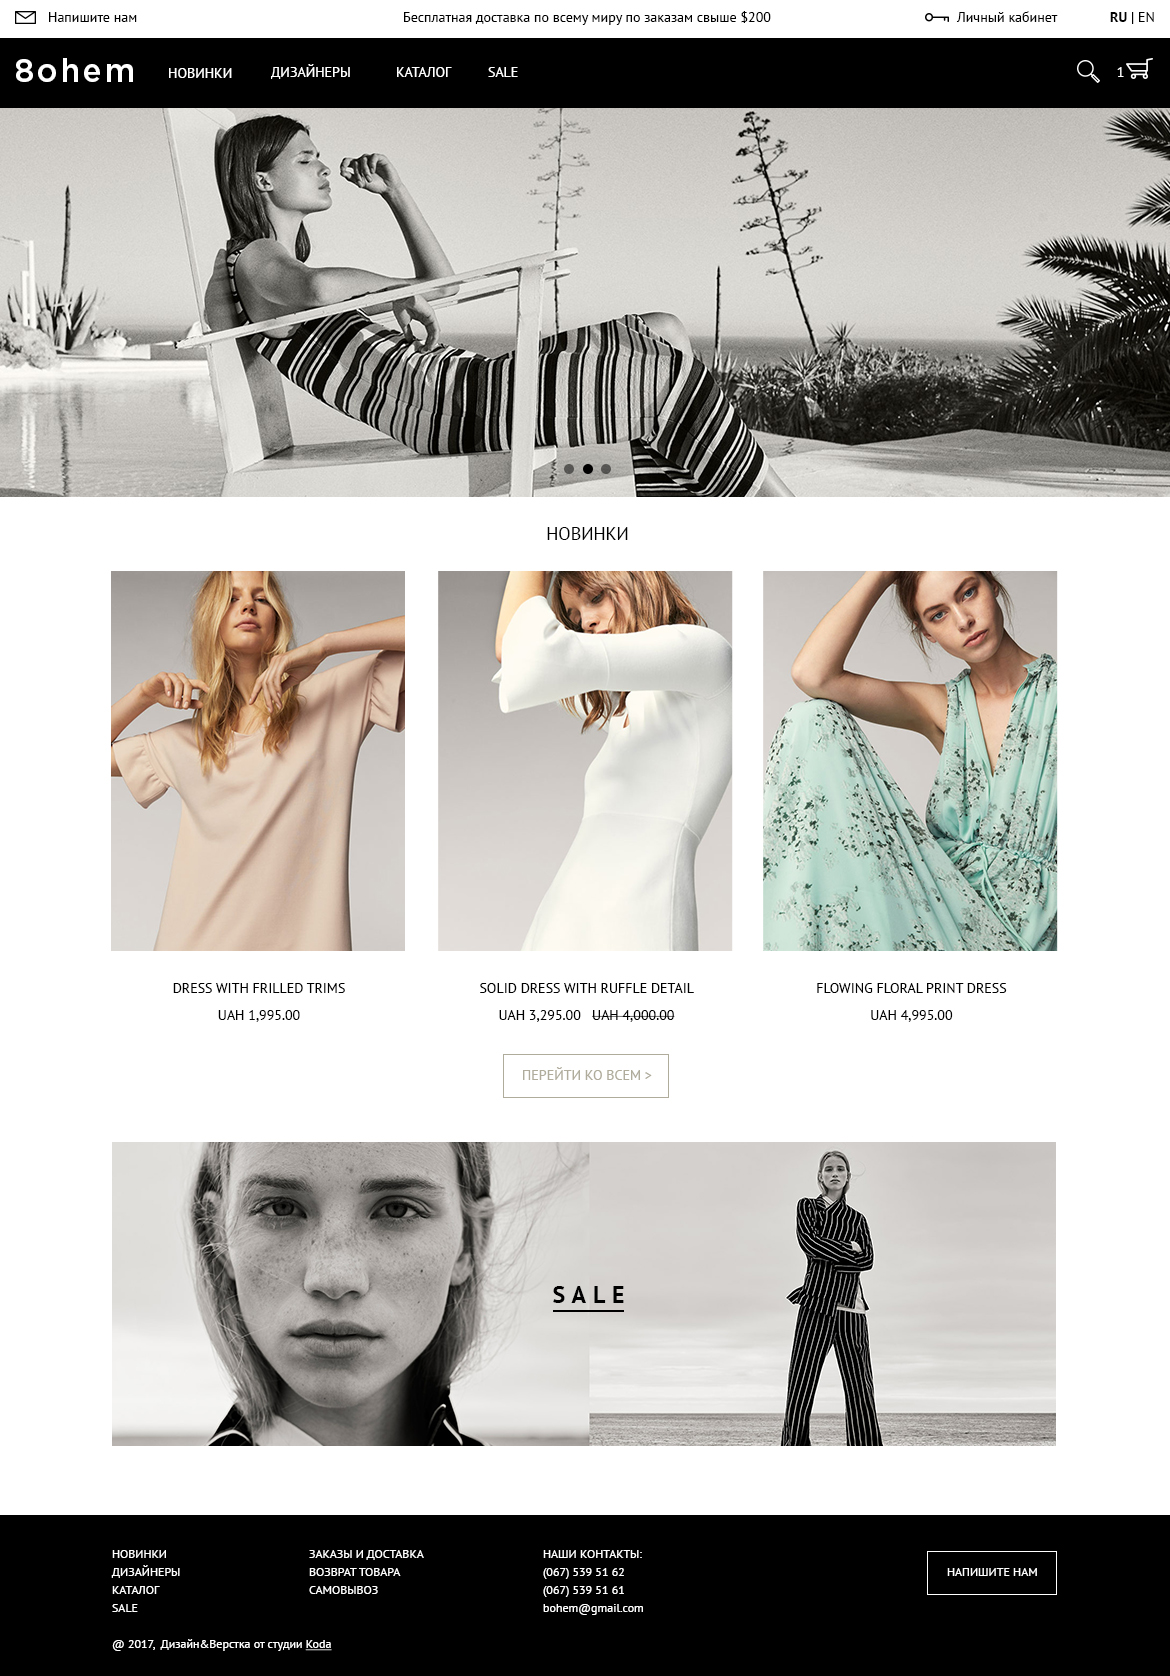 Напишите нам
Бесплатная доставка по всему миру по заказам свыше $200
Личный кабинет
RU | EN
8ohem
НОВИНКИ
ДИЗАЙНЕРЫ
КАТАЛОГ
SALE
1
НОВИНКИ
DRESS WITH FRILLED TRIMS
UAH 1,995.00
SOLID DRESS WITH RUFFLE DETAIL
UAH 3,295.00 UAH 4,000.00
FLOWING FLORAL PRINT DRESS
UAH 4,995.00
ПЕРЕЙТИ КО ВСЕМ >
SALE
НОВИНКИ
ДИЗАЙНЕРЫ
КАТАЛОГ
SALE
ЗАКАЗЫ И ДОСТАВКА
ВОЗВРАТ ТОВАРА
САМОВЫВОЗ
НАШИ КОНТАКТЫ:
(067) 539 51 62
(067) 539 51 61
bohem@gmail.com
НАПИШИТЕ НАМ
@ 2017, Дизайн&Верстка от студии Koda